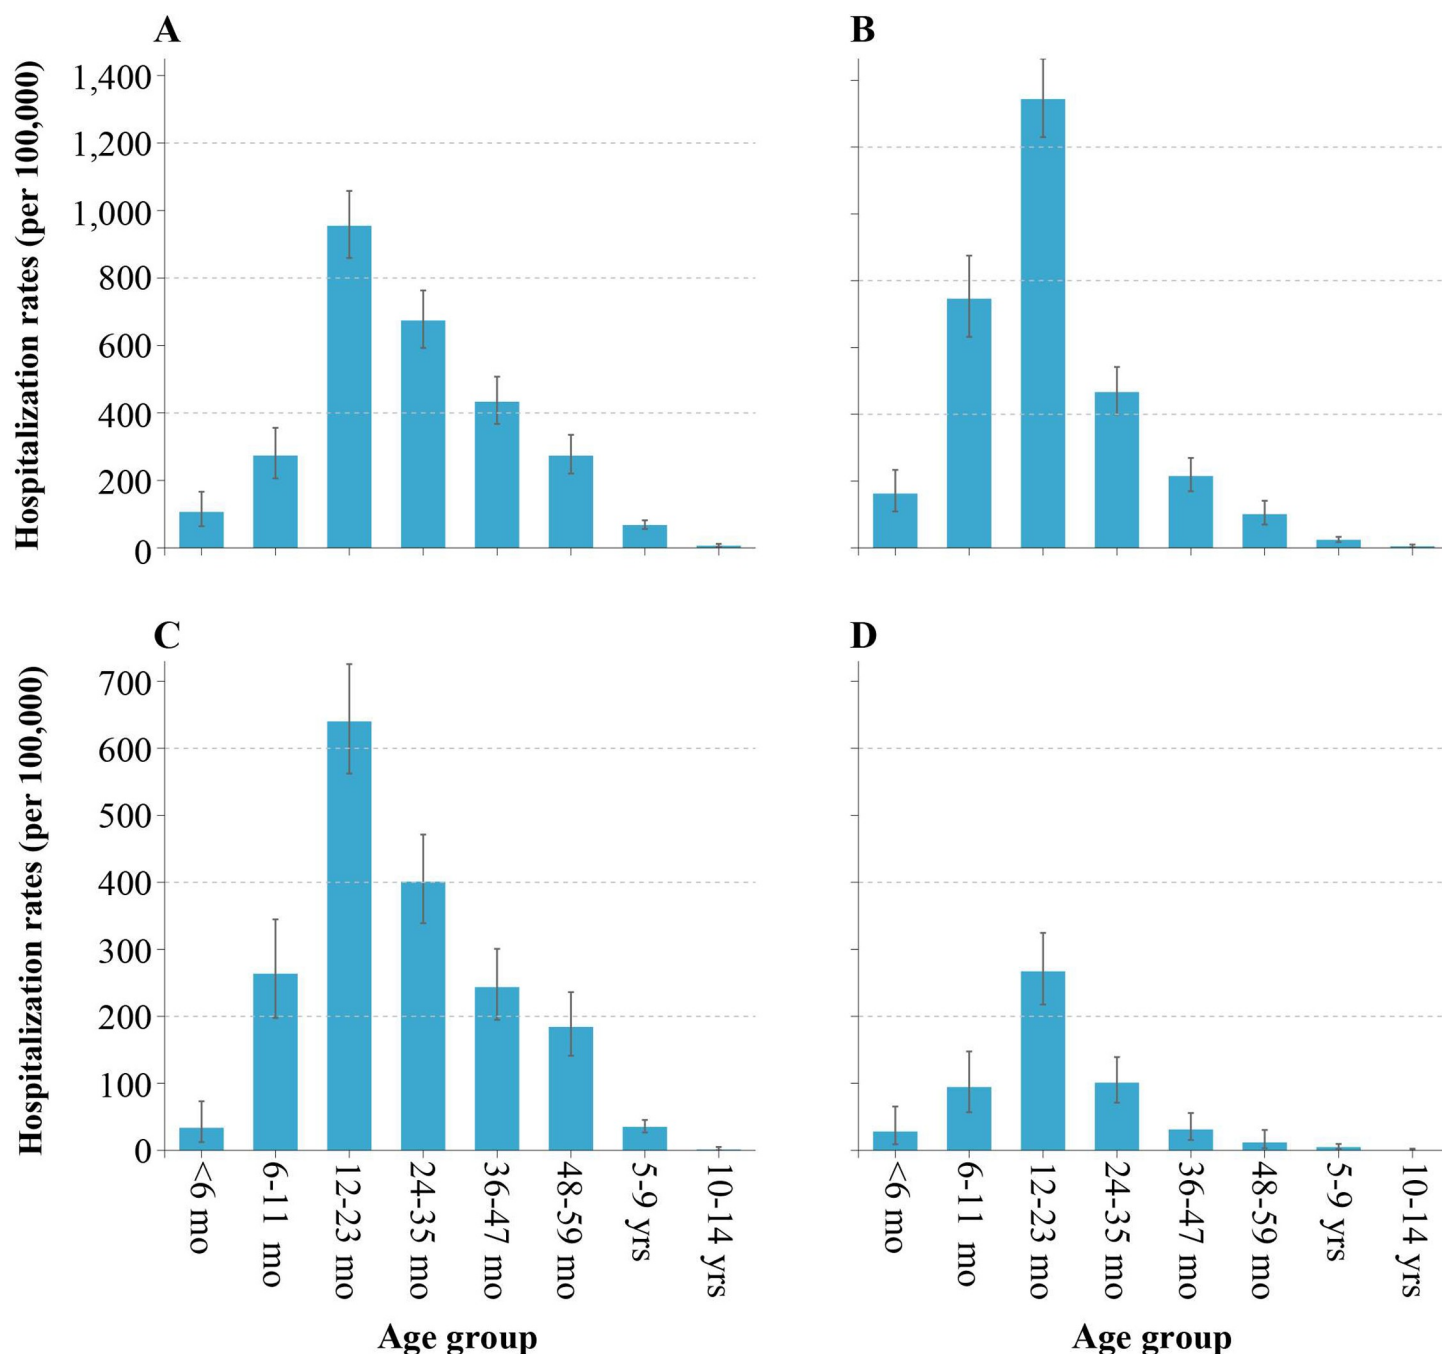 A
Hospitalization rates (per 100,000)
1,400
1,200
1,000
800
600
400
200
0
B
C
Hospitalization rates (per 100,000)
700
600
500
400
300
200
100
0
<6 mo
6-11 mo
12-23 mo
24-35 mo
36-47 mo
48-59 mo
5-9 yrs
10-14 yrs
Age group
D
<6 mo
6-11 mo
12-23 mo
24-35 mo
36-47 mo
48-59 mo
5-9 yrs
10-14 yrs
Age group